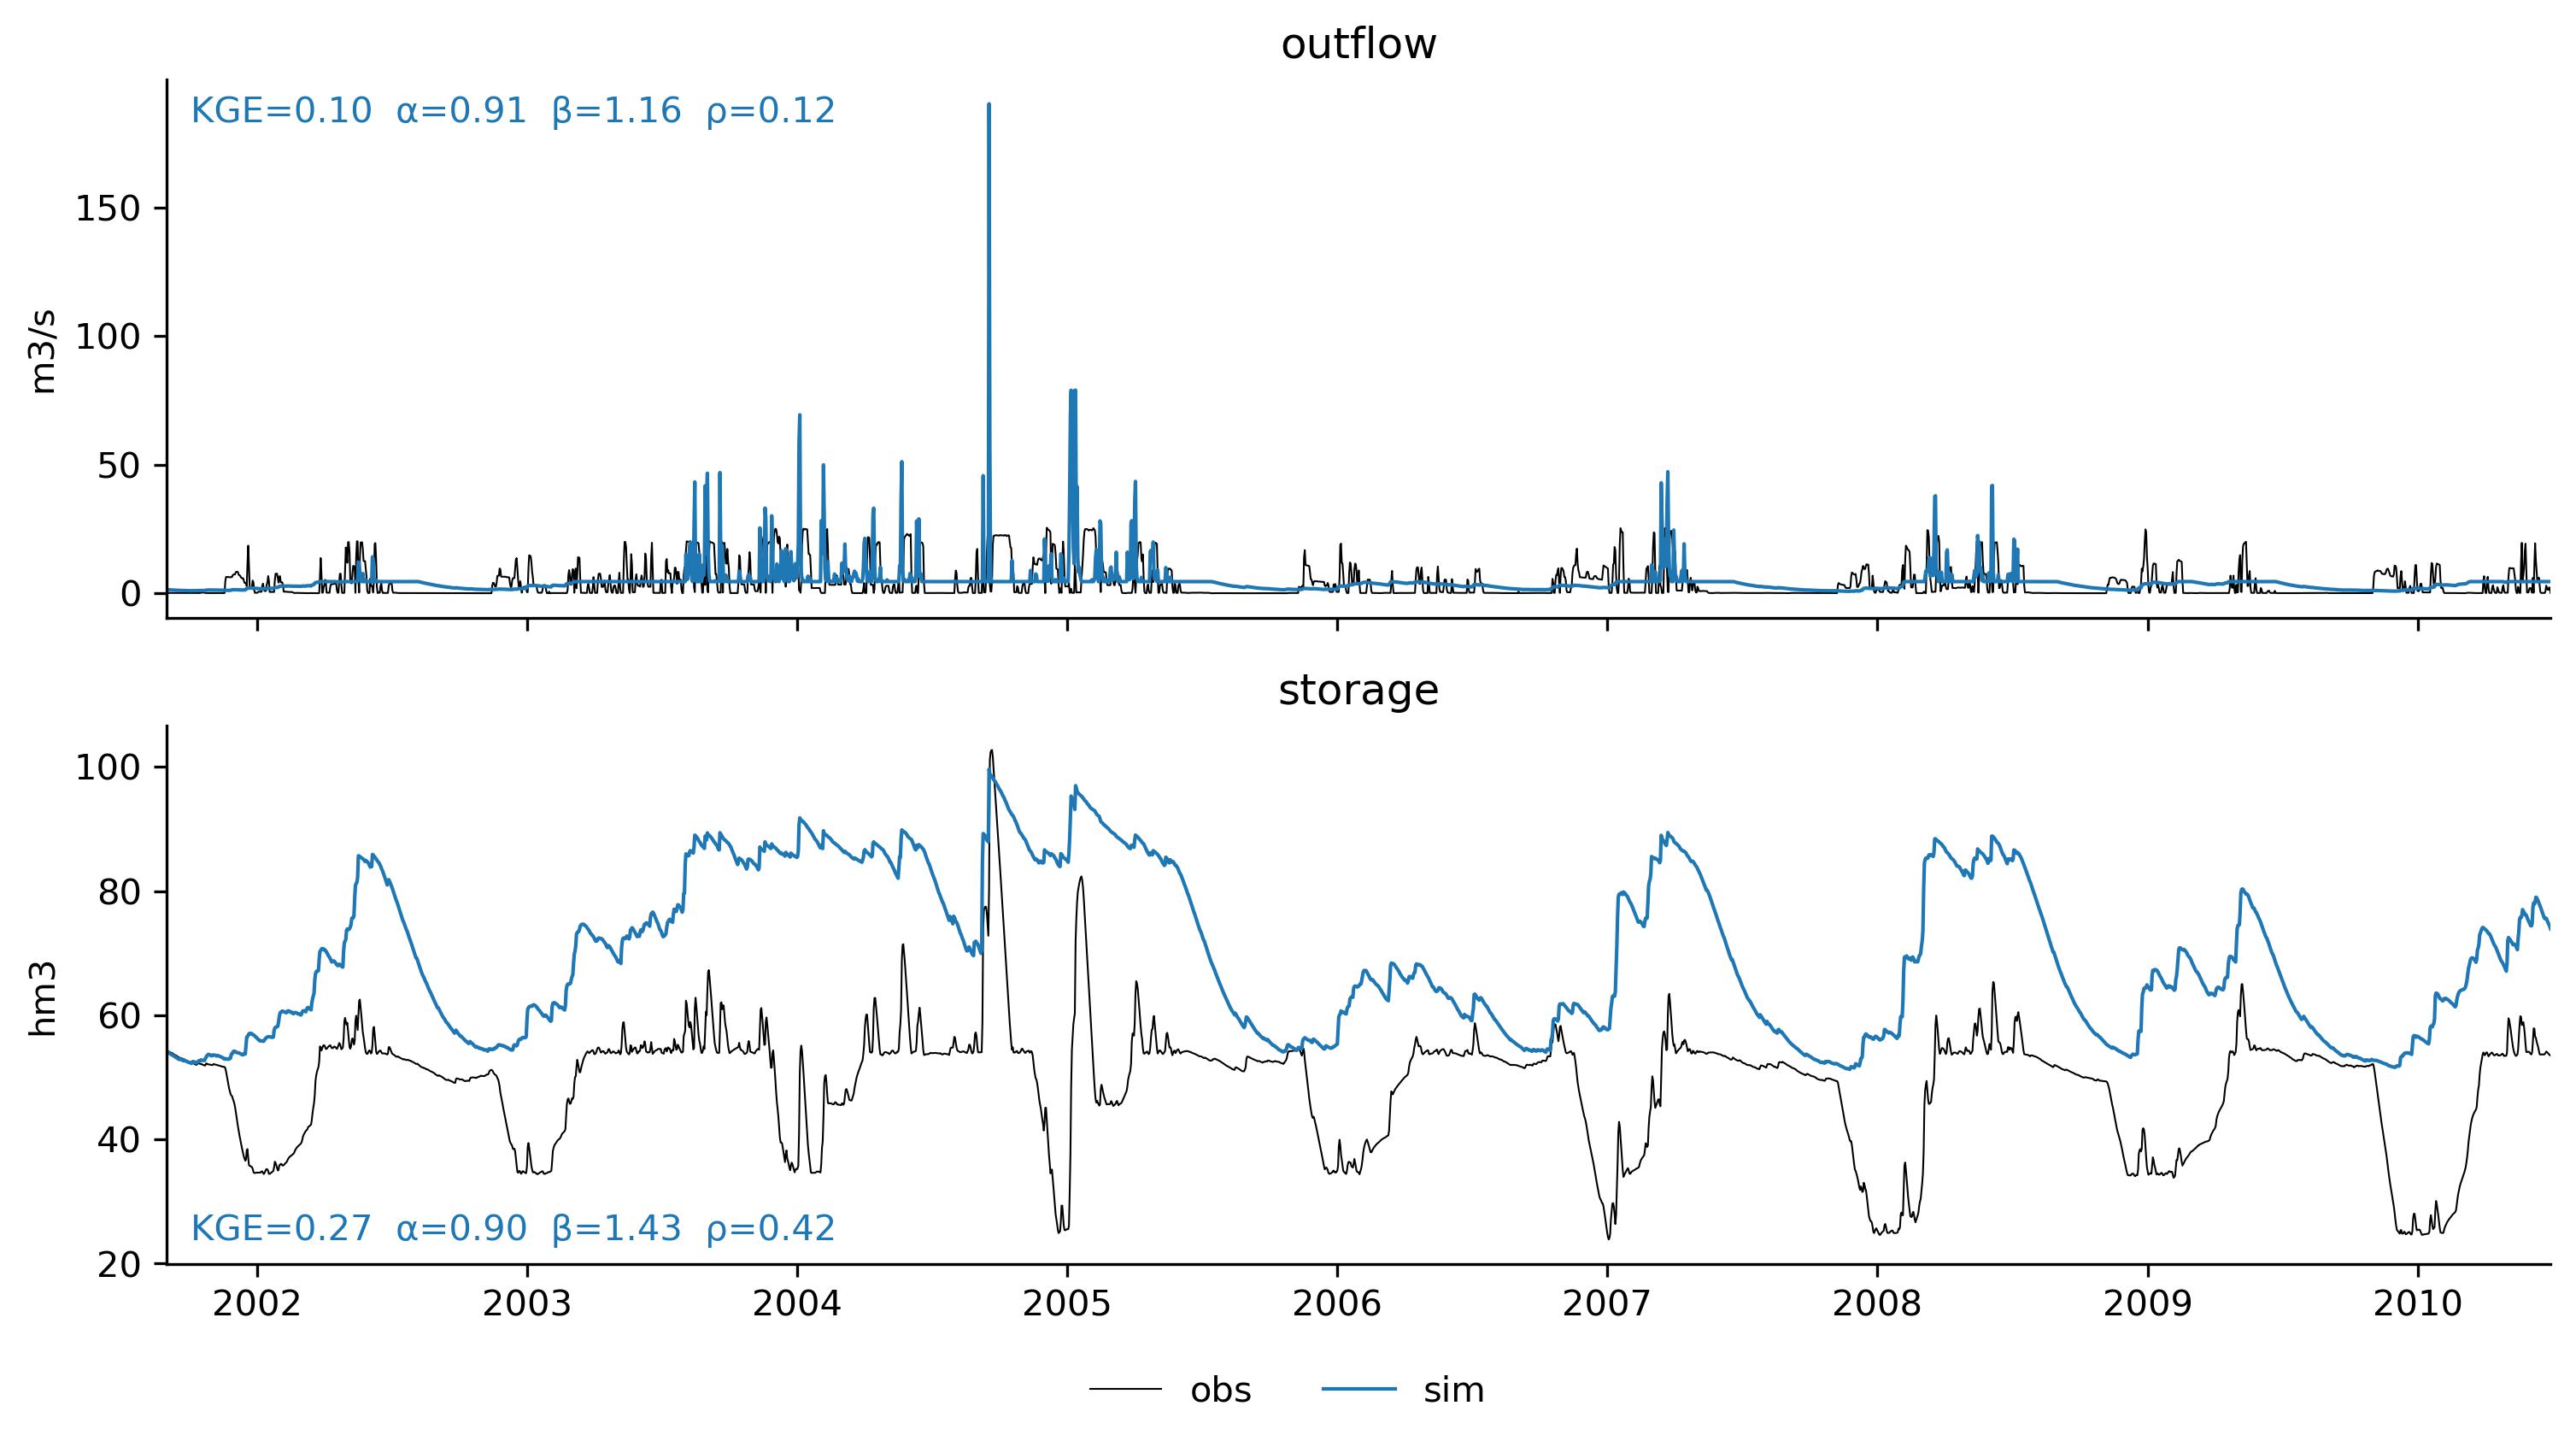 outflow
KGE=0.10 α=0.91 β=1.16 ρ=0.12
m3/s
150
100
50
0
storage
hm3
100
80
60
40
20
KGE=0.27 α=0.90 β=1.43 ρ=0.42
2002 2003 2004 2005 2006 2007 2008 2009 2010
obs sim